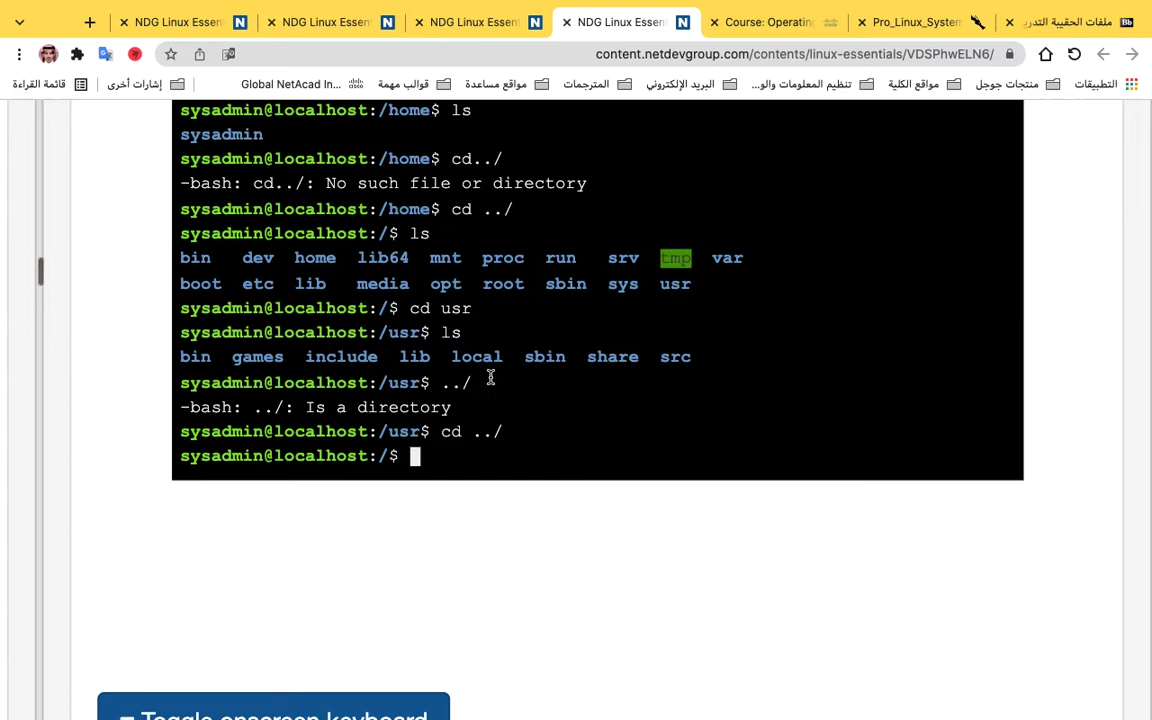 NDG Linux Essen
NDG Linux Essen
NDG Linux Essen
NDG Linux Essen
Course: Operating
Pro_Linux_System
ملفات الحقيبة التدري
Bb
content.netdevgroup.com/contents/linux-essentials/VDSPhwELN6/
التطبيقات
منتجات جوجل
مواقع الكلية
تنظيم المعلومات والو...
البريد الإلكتروني
المترجمات
مواقع مساعدة
قوالب مهمة
Global NetAcad In...
إشارات أخرى
قائمة القراءة
sysadmin@localhost:/home$ ls
sysadmin
sysadmin@localhost:/home$ cd../
-bash: cd../: No such file or directory
sysadmin@localhost:/home$ cd ../
sysadmin@localhost:/$ ls
bin dev home lib64 mnt proc run srv tmp var
boot etc lib media opt root sbin sys usr
sysadmin@localhost:/$ cd usr
sysadmin@localhost:/usr$ ls
bin games include lib local sbin share src
sysadmin@localhost:/usr$ ../
-bash: ../: Is a directory
sysadmin@localhost:/usr$ cd ../
sysadmin@localhost:/$
Toggle onscreen keyboard